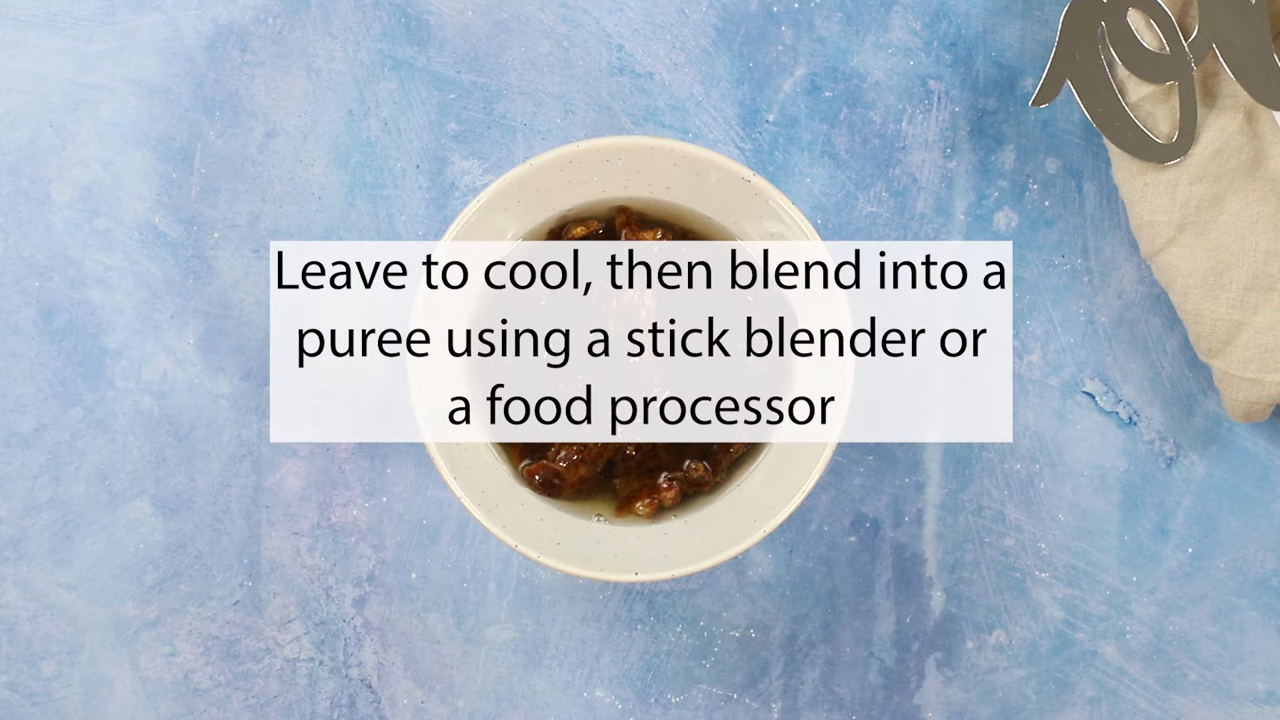 Leave to cool, then blend into a
puree using a stick blender or
a food processor